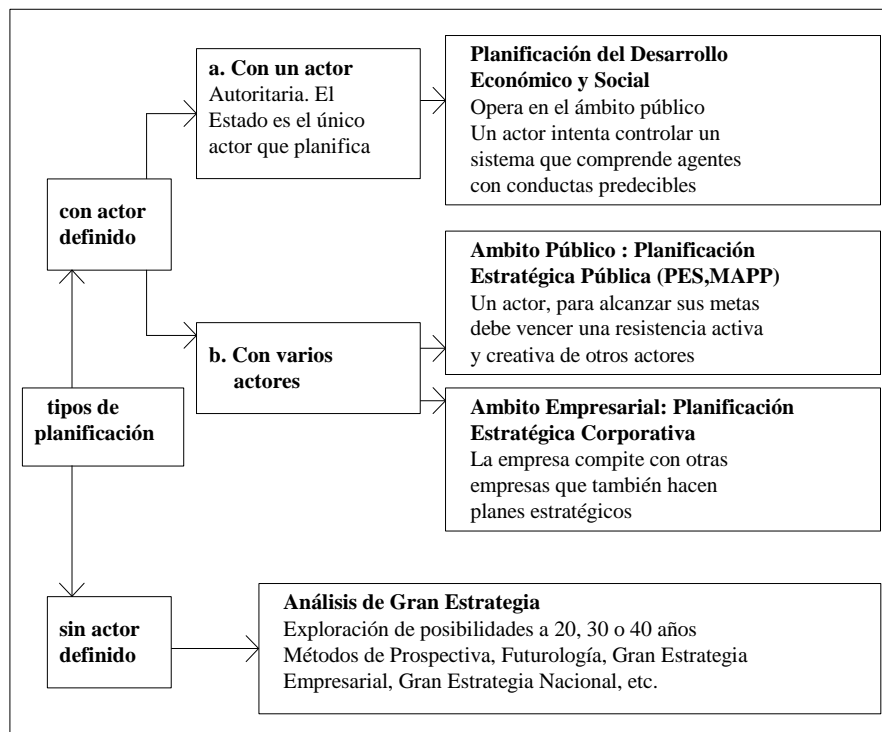 a. Con un actor
Autoritaria. El
Estado es el único
actor que planifica
Planificación del Desarrollo
Económico y Social
Opera en el ámbito público
Un actor intenta controlar un
sistema que comprende agentes
con conductas predecibles
con actor
definido
Ambito Público : Planificación
Estratégica Pública (PES,MAPP)
Un actor, para alcanzar sus metas
debe vencer una resistencia activa
y creativa de otros actores
b. Con varios
actores
tipos de
planificación
Ambito Empresarial: Planificación
Estratégica Corporativa
La empresa compite con otras
empresas que también hacen
planes estratégicos
sin actor
definido
Análisis de Gran Estrategia
Exploración de posibilidades a 20, 30 o 40 años
Métodos de Prospectiva, Futurología, Gran Estrategia
Empresarial, Gran Estrategia Nacional, etc.